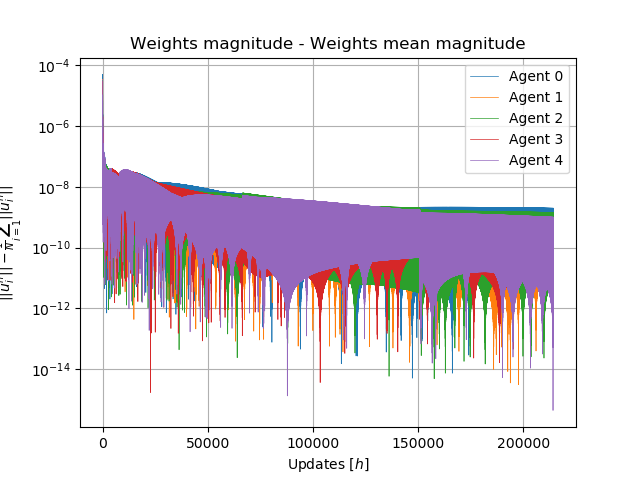 Weights magnitude - Weights mean magnitude
10⁻⁴
10⁻⁶
10⁻⁸
10⁻¹⁰
10⁻¹²
10⁻¹⁴
0
50000
100000
150000
200000
Updates [h]
Agent 0
Agent 1
Agent 2
Agent 3
Agent 4